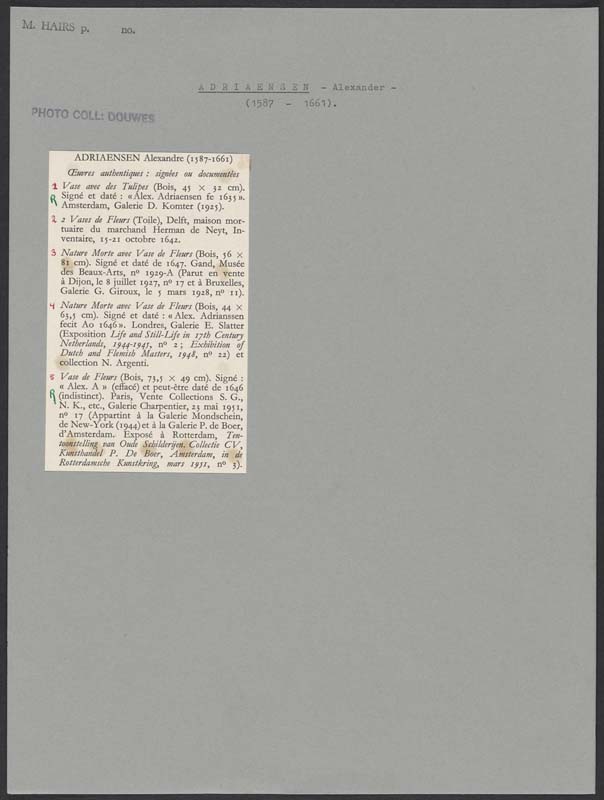 M. HAIRS p. no.
A D R I A E N S E N - Alexander -
(1587 - 1661).
PHOTO COLL: DOUWES
ADRIAENSEN Alexandre (1587-1661)
Œuvres authentiques : signées ou documentées
1 Vase avec des Tulipes (Bois, 45 × 32 cm).
R Signé et daté : « Alex. Adriaensen fe 1635 ».
Amsterdam, Galerie D. Komter (1925).
2 2 Vases de Fleurs (Toile), Delft, maison mor-
tuaire du marchand Herman de Neyt, In-
ventaire, 15-21 octobre 1642.
3 Nature Morte avec Vase de Fleurs (Bois, 56 ×
81 cm). Signé et daté de 1647. Gand, Musée
des Beaux-Arts, nº 1929-A (Parut en vente
à Dijon, le 8 juillet 1927, nº 17 et à Bruxelles,
Galerie G. Giroux, le 5 mars 1928, nº 11).
4 Nature Morte avec Vase de Fleurs (Bois, 44 ×
63,5 cm). Signé et daté : « Alex. Adrianssen
fecit Ao 1646 ». Londres, Galerie E. Slatter
(Exposition Life and Still-Life in 17th Century
Netherlands, 1944-1945, nº 2 ; Exhibition of
Dutch and Flemish Masters, 1948, nº 22) et
collection N. Argenti.
5 Vase de Fleurs (Bois, 73,5 × 49 cm). Signé :
« Alex. A » (effacé) et peut-être daté de 1646
R (indistinct). Paris, Vente Collections S. G.,
N. K., etc., Galerie Charpentier, 23 mai 1951,
nº 17 (Appartint à la Galerie Mondschein,
de New-York (1944) et à la Galerie P. de Boer,
d'Amsterdam. Exposé à Rotterdam, Ten-
toonstelling van Oude Schilderijen. Collectie CV,
Kunsthandel P. De Boer, Amsterdam, in de
Rotterdamsche Kunstkring, mars 1931, nº 3).